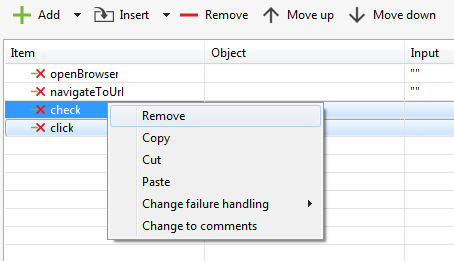 Add Insert Remove Move up Move down
Item Object Input
openBrowser ""
navigateToUrl ""
check
click
Remove
Copy
Cut
Paste
Change failure handling
Change to comments